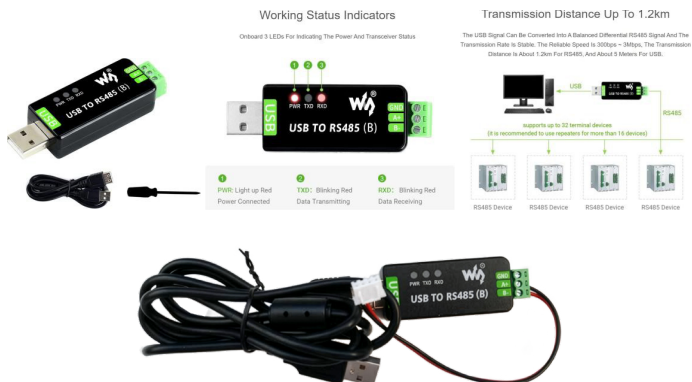 Working Status Indicators
Onboard 3 LEDs For Indicating The Power And Transceiver Status
Transmission Distance Up To 1.2km
The USB Signal Can Be Converted Into A Balanced Differential RS485 Signal And The
Transmission Rate Is Stable. The Reliable Speed Is 300bps ~ 3Mbps, The Transmission
Distance Is About 1.2km For RS485, And About 5 Meters For USB.
PWR TXD RXD
USB TO RS485 (B)
USB
1 2 3
PWR TXD RXD
USB TO RS485 (B)
USB
GND
A+
B-
1
PWR: Light up Red
Power Connected
2
TXD: Blinking Red
Data Transmitting
3
RXD: Blinking Red
Data Receiving
USB
RS485
supports up to 32 terminal devices
(it is recommended to use repeaters for more than 16 devices)
RS485 Device
RS485 Device
RS485 Device
RS485 Device
PWR TXD RXD
USB TO RS485 (B)
GND
A+
B-